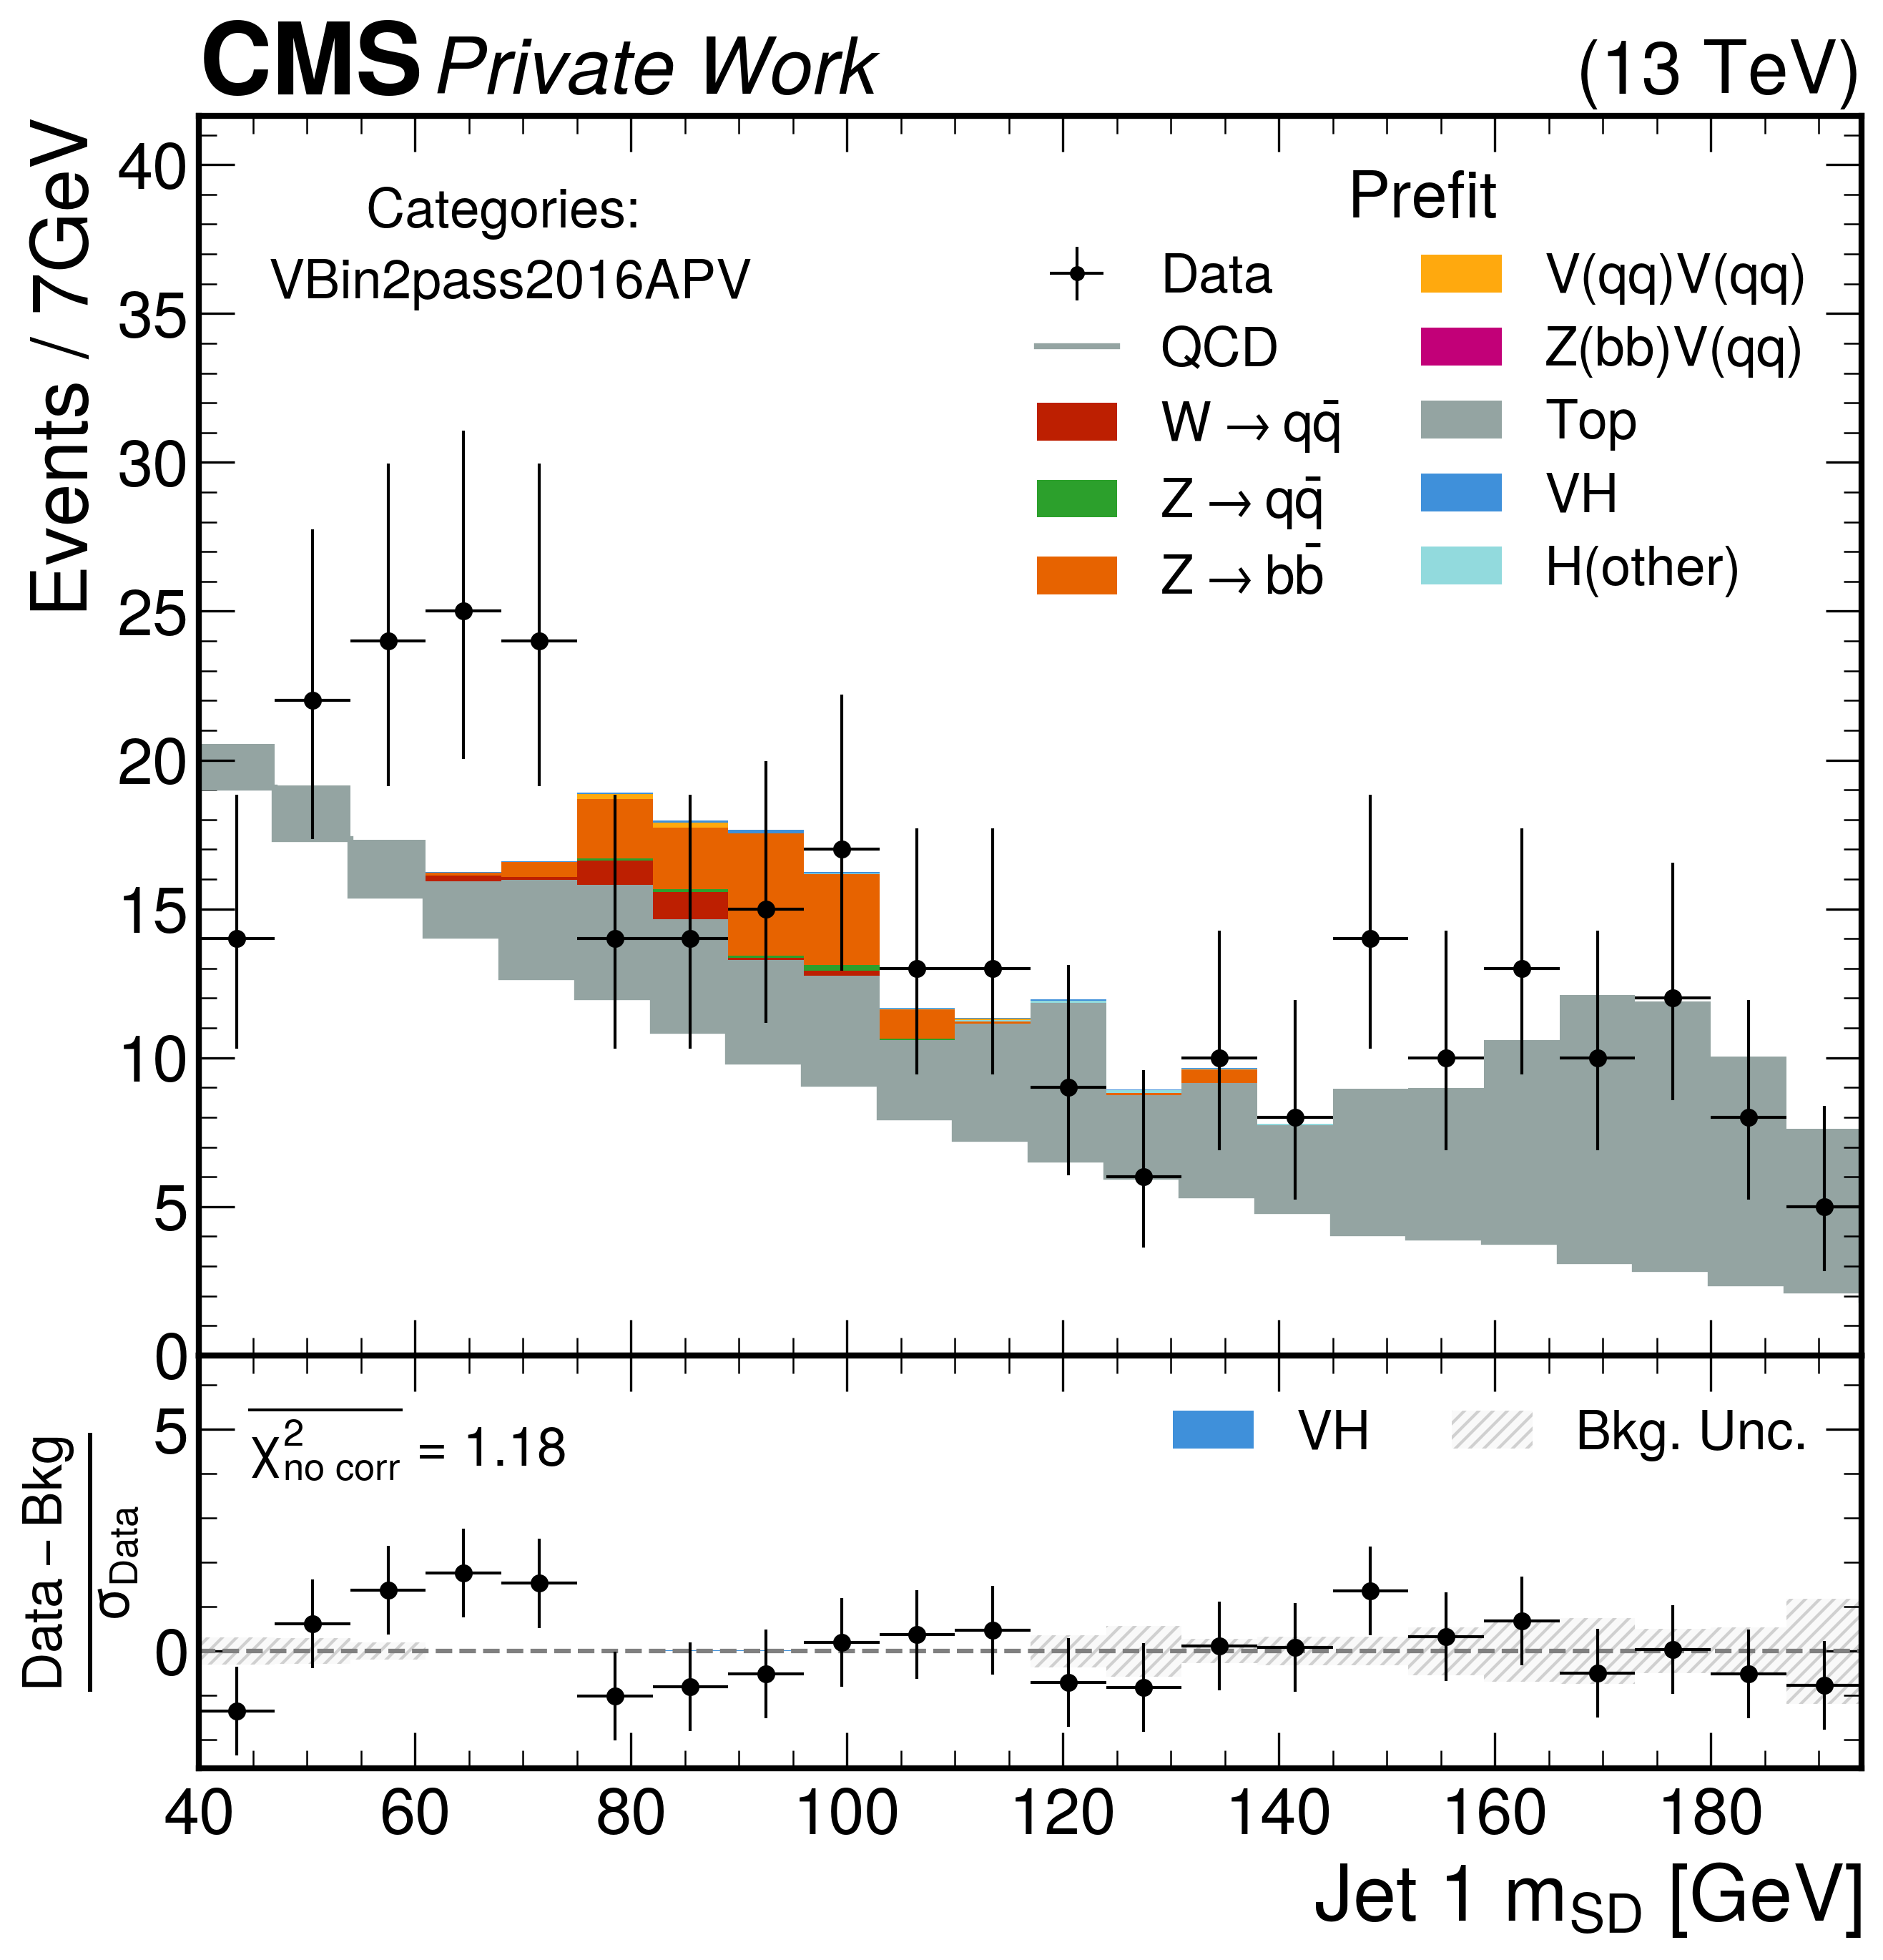 CMS Private Work (13 TeV)
Events / 7GeV
40
35
30
25
20
15
10
5
0
Categories:
VBin2pass2016APV
Prefit
Data
QCD
W → qq̄
Z → qq̄
Z → bb̄
V(qq)V(qq)
Z(bb)V(qq)
Top
VH
H(other)
Data − Bkg
σData
5
0
χ²no corr = 1.18
VH
Bkg. Unc.
40 60 80 100 120 140 160 180
Jet 1 mSD [GeV]